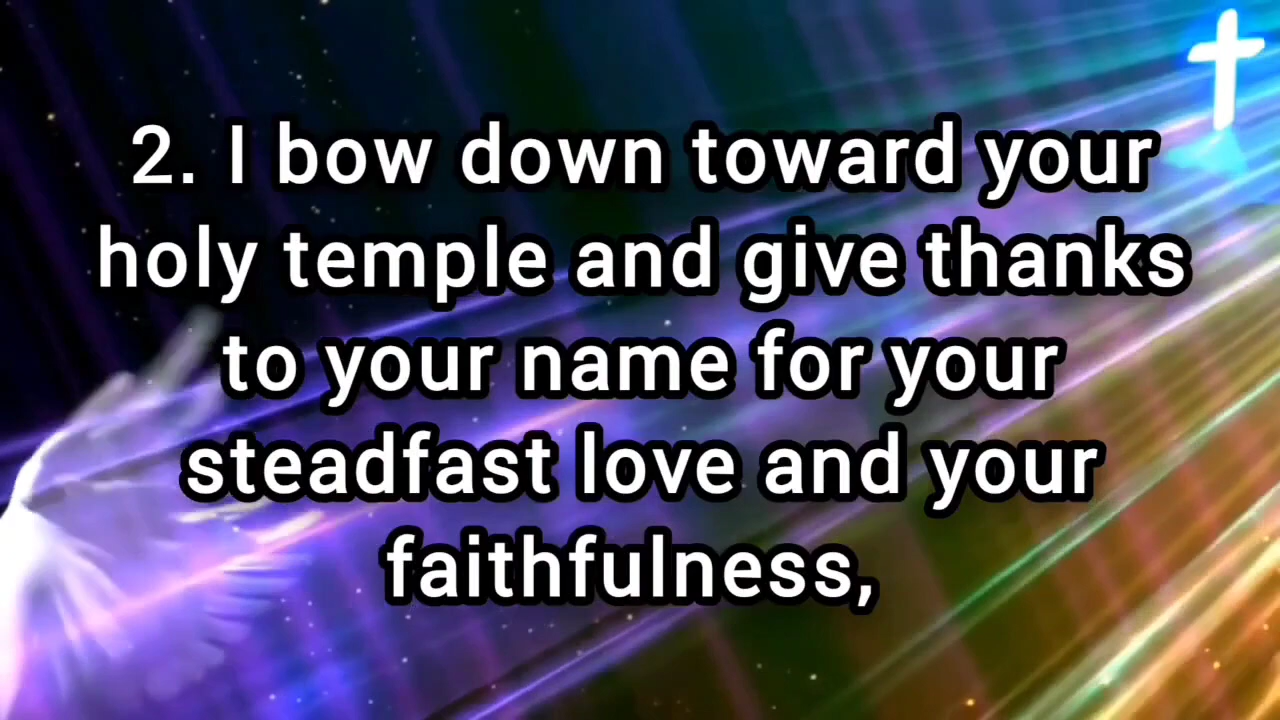 2. I bow down toward your
holy temple and give thanks
to your name for your
steadfast love and your
faithfulness,